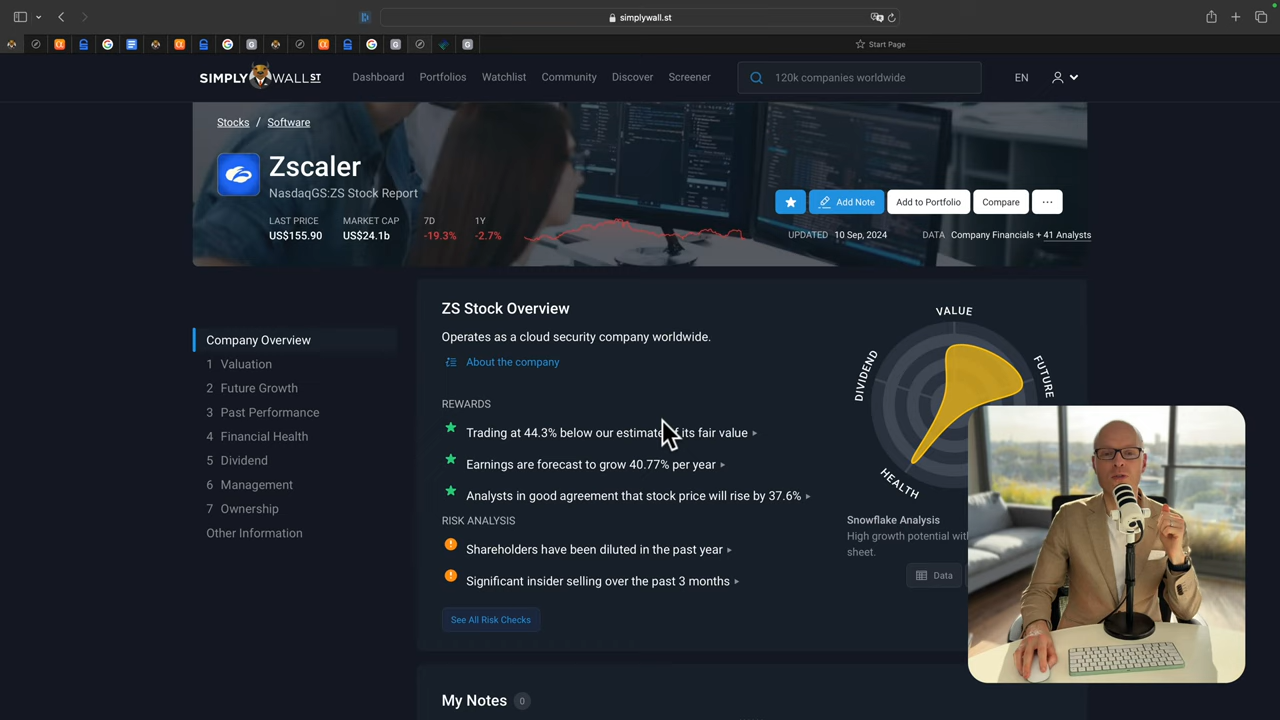 simplywall.st
Start Page
SIMPLY WALL ST
Dashboard
Portfolios
Watchlist
Community
Discover
Screener
120k companies worldwide
EN
Stocks / Software
Zscaler
NasdaqGS:ZS Stock Report
LAST PRICE
MARKET CAP
7D
1Y
US$155.90
US$24.1b
-19.3%
-2.7%
Add Note
Add to Portfolio
Compare
UPDATED 10 Sep, 2024
DATA Company Financials + 41 Analysts
Company Overview
1 Valuation
2 Future Growth
3 Past Performance
4 Financial Health
5 Dividend
6 Management
7 Ownership
Other Information
ZS Stock Overview
Operates as a cloud security company worldwide.
About the company
REWARDS
Trading at 44.3% below our estimate of its fair value
Earnings are forecast to grow 40.77% per year
Analysts in good agreement that stock price will rise by 37.6%
RISK ANALYSIS
Shareholders have been diluted in the past year
Significant insider selling over the past 3 months
See All Risk Checks
VALUE
FUTURE
HEALTH
DIVIDEND
Snowflake Analysis
High growth potential
sheet.
Data
My Notes 0